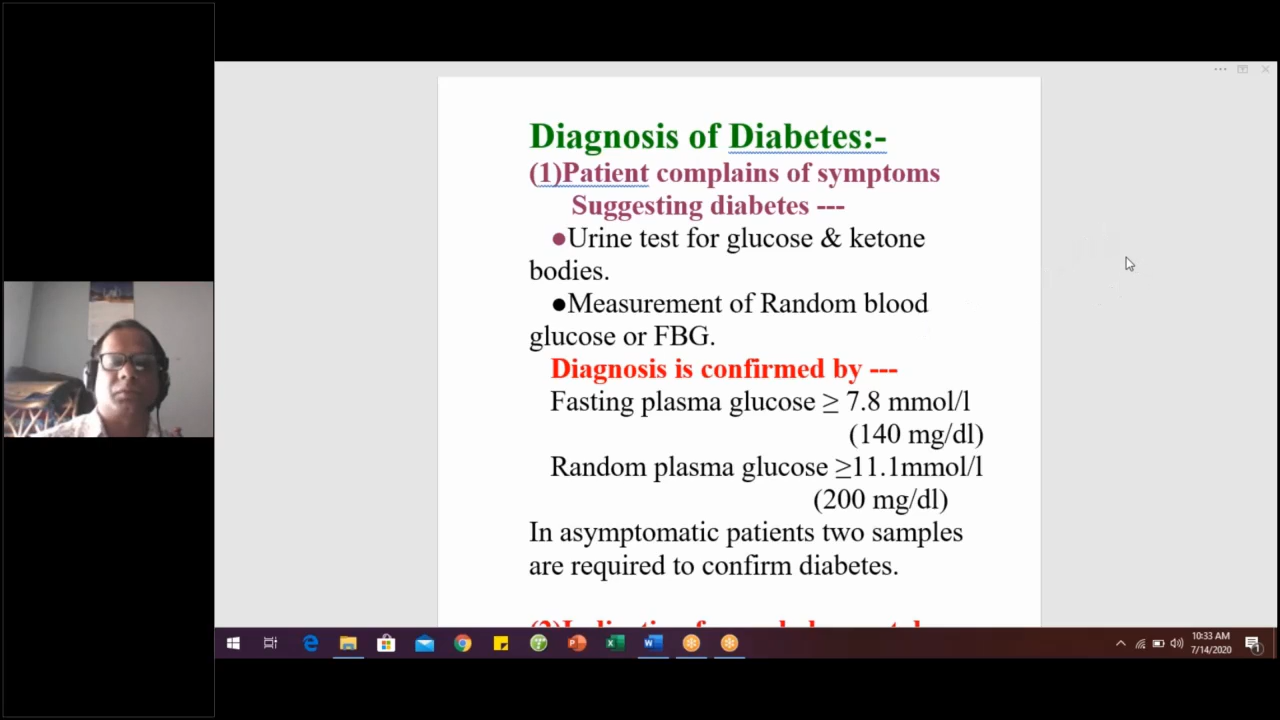 Diagnosis of Diabetes:-
(1)Patient complains of symptoms
Suggesting diabetes ---
●Urine test for glucose & ketone
bodies.
●Measurement of Random blood
glucose or FBG.
Diagnosis is confirmed by ---
Fasting plasma glucose ≥ 7.8 mmol/l
(140 mg/dl)
Random plasma glucose ≥11.1mmol/l
(200 mg/dl)
In asymptomatic patients two samples
are required to confirm diabetes.
10:33 AM
7/14/2020
1